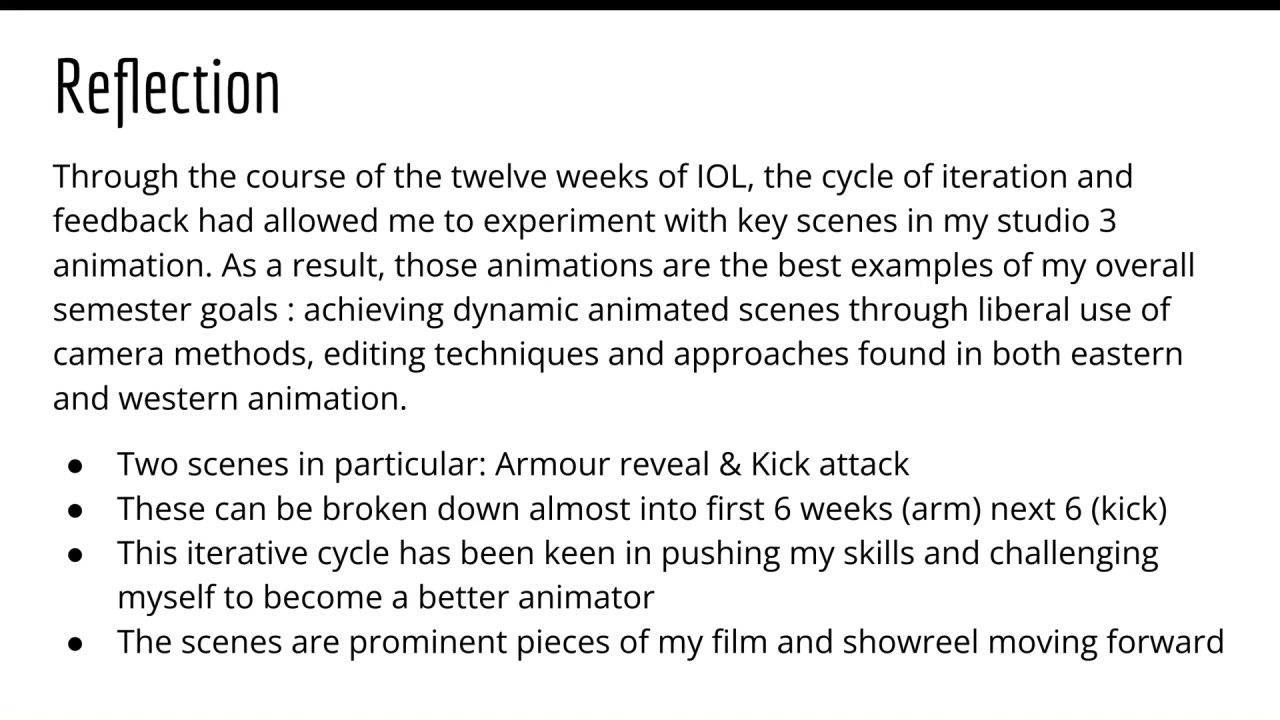 Reflection
Through the course of the twelve weeks of IOL, the cycle of iteration and
feedback had allowed me to experiment with key scenes in my studio 3
animation. As a result, those animations are the best examples of my overall
semester goals : achieving dynamic animated scenes through liberal use of
camera methods, editing techniques and approaches found in both eastern
and western animation.
● Two scenes in particular: Armour reveal & Kick attack
● These can be broken down almost into first 6 weeks (arm) next 6 (kick)
● This iterative cycle has been keen in pushing my skills and challenging
myself to become a better animator
● The scenes are prominent pieces of my film and showreel moving forward